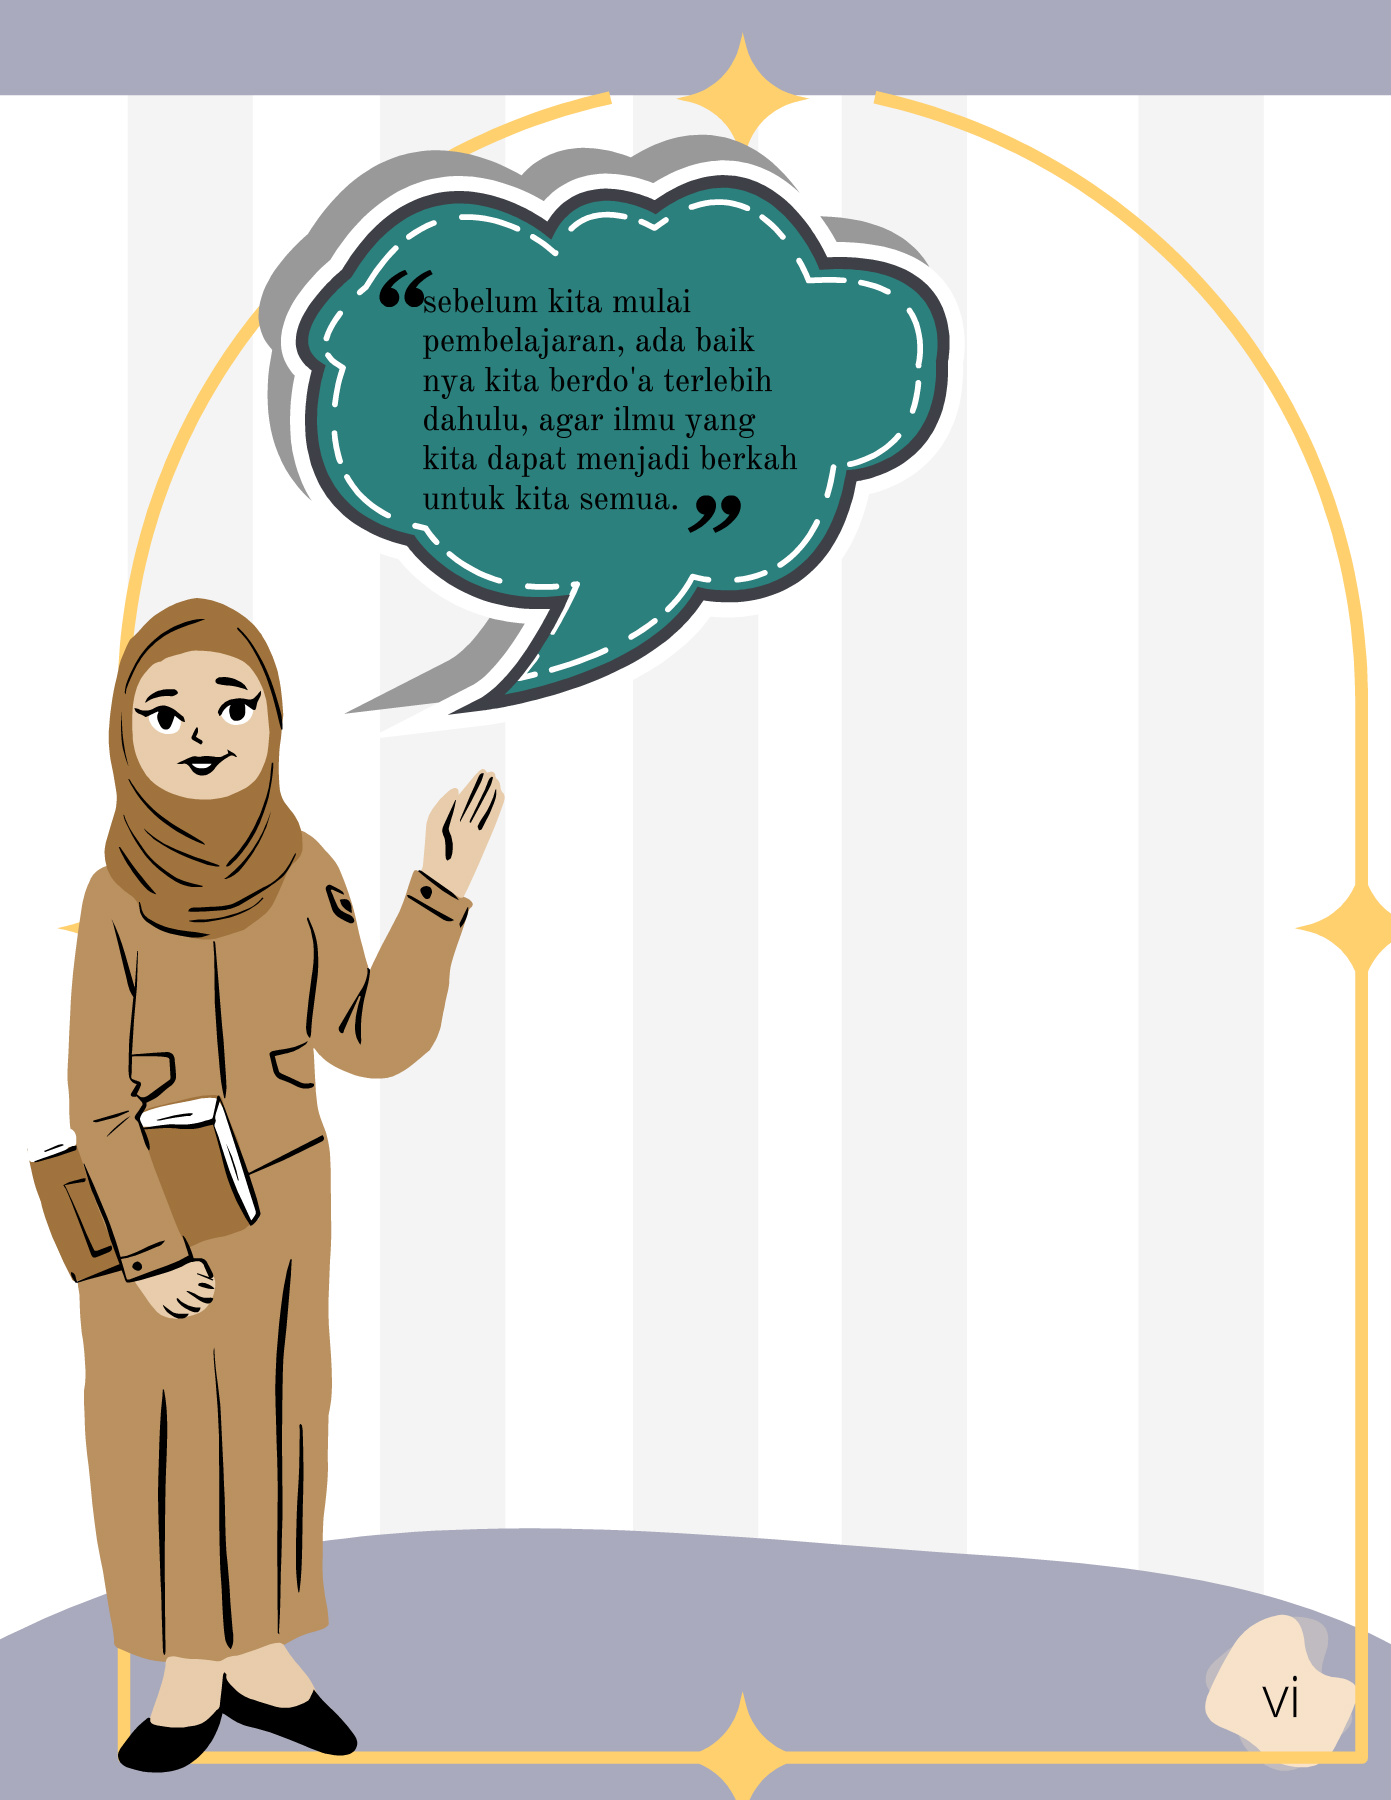 “sebelum kita mulai
pembelajaran, ada baik
nya kita berdo'a terlebih
dahulu, agar ilmu yang
kita dapat menjadi berkah
untuk kita semua. ”
vi